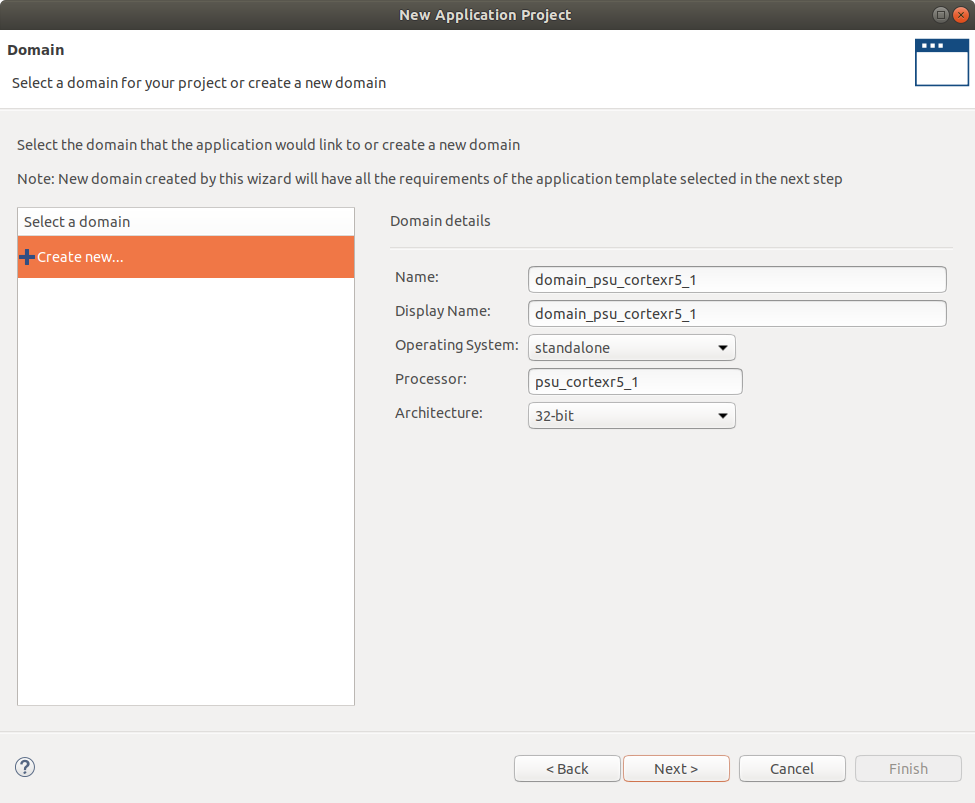 New Application Project
Domain
Select a domain for your project or create a new domain
Select the domain that the application would link to or create a new domain
Note: New domain created by this wizard will have all the requirements of the application template selected in the next step
Select a domain
Create new...
Domain details
Name: domain_psu_cortexr5_1
Display Name: domain_psu_cortexr5_1
Operating System: standalone
Processor: psu_cortexr5_1
Architecture: 32-bit
? < Back Next > Cancel Finish